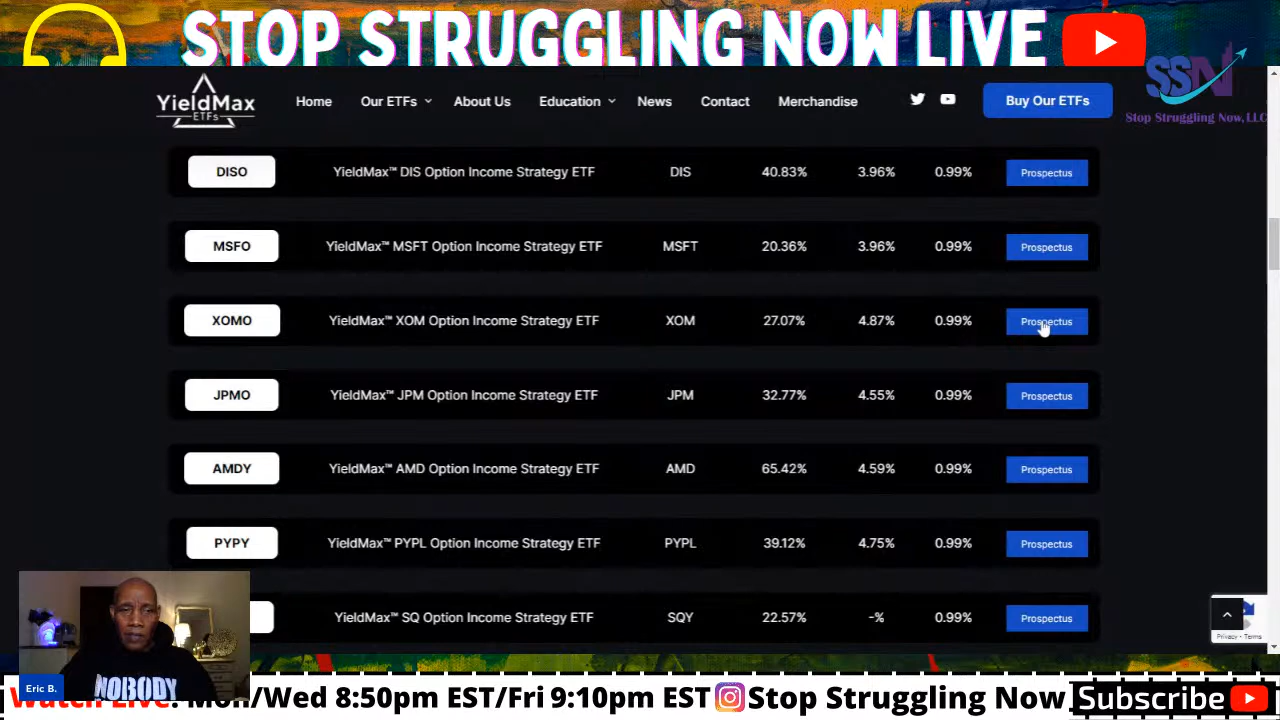 STOP STRUGGLING NOW LIVE
SSN
Stop Struggling Now, LLC
YieldMax
ETFs
Home Our ETFs About Us Education News Contact Merchandise Buy Our ETFs
DISO YieldMax™ DIS Option Income Strategy ETF DIS 40.83% 3.96% 0.99% Prospectus
MSFO YieldMax™ MSFT Option Income Strategy ETF MSFT 20.36% 3.96% 0.99% Prospectus
XOMO YieldMax™ XOM Option Income Strategy ETF XOM 27.07% 4.87% 0.99% Prospectus
JPMO YieldMax™ JPM Option Income Strategy ETF JPM 32.77% 4.55% 0.99% Prospectus
AMDY YieldMax™ AMD Option Income Strategy ETF AMD 65.42% 4.59% 0.99% Prospectus
PYPY YieldMax™ PYPL Option Income Strategy ETF PYPL 39.12% 4.75% 0.99% Prospectus
YieldMax™ SQ Option Income Strategy ETF SQY 22.57% -% 0.99% Prospectus
Privacy - Terms
NOBODY
Eric B.
Watch Live: Mon/Wed 8:50pm EST/Fri 9:10pm EST Stop Struggling Now Subscribe